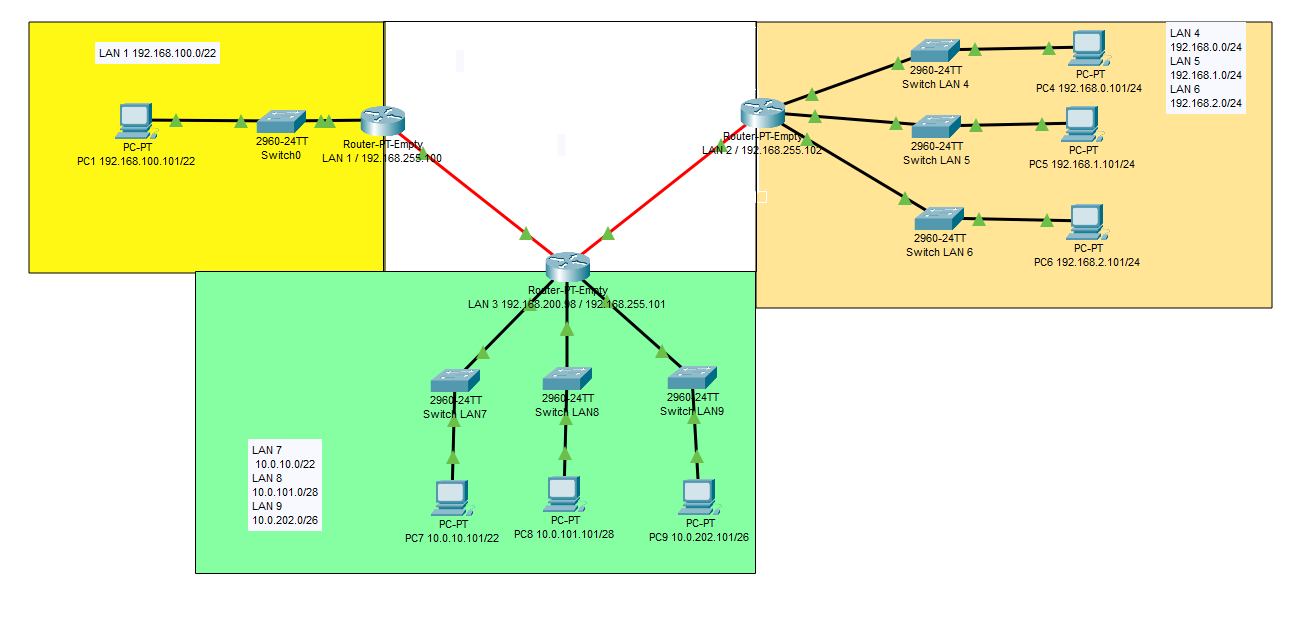 LAN 1 192.168.100.0/22
PC-PT
PC1 192.168.100.101/22
2960-24TT
Switch0
Router-PT-Empty
LAN 1 / 192.168.255.100
Router-PT-Empty
LAN 2 / 192.168.255.102
2960-24TT
Switch LAN 4
PC-PT
PC4 192.168.0.101/24
2960-24TT
Switch LAN 5
PC-PT
PC5 192.168.1.101/24
2960-24TT
Switch LAN 6
PC-PT
PC6 192.168.2.101/24
LAN 4
192.168.0.0/24
LAN 5
192.168.1.0/24
LAN 6
192.168.2.0/24
Router-PT-Empty
LAN 3 192.168.200.98 / 192.168.255.101
2960-24TT
Switch LAN7
2960-24TT
Switch LAN8
2960-24TT
Switch LAN9
LAN 7
10.0.10.0/22
LAN 8
10.0.101.0/28
LAN 9
10.0.202.0/26
PC-PT
PC7 10.0.10.101/22
PC-PT
PC8 10.0.101.101/28
PC-PT
PC9 10.0.202.101/26